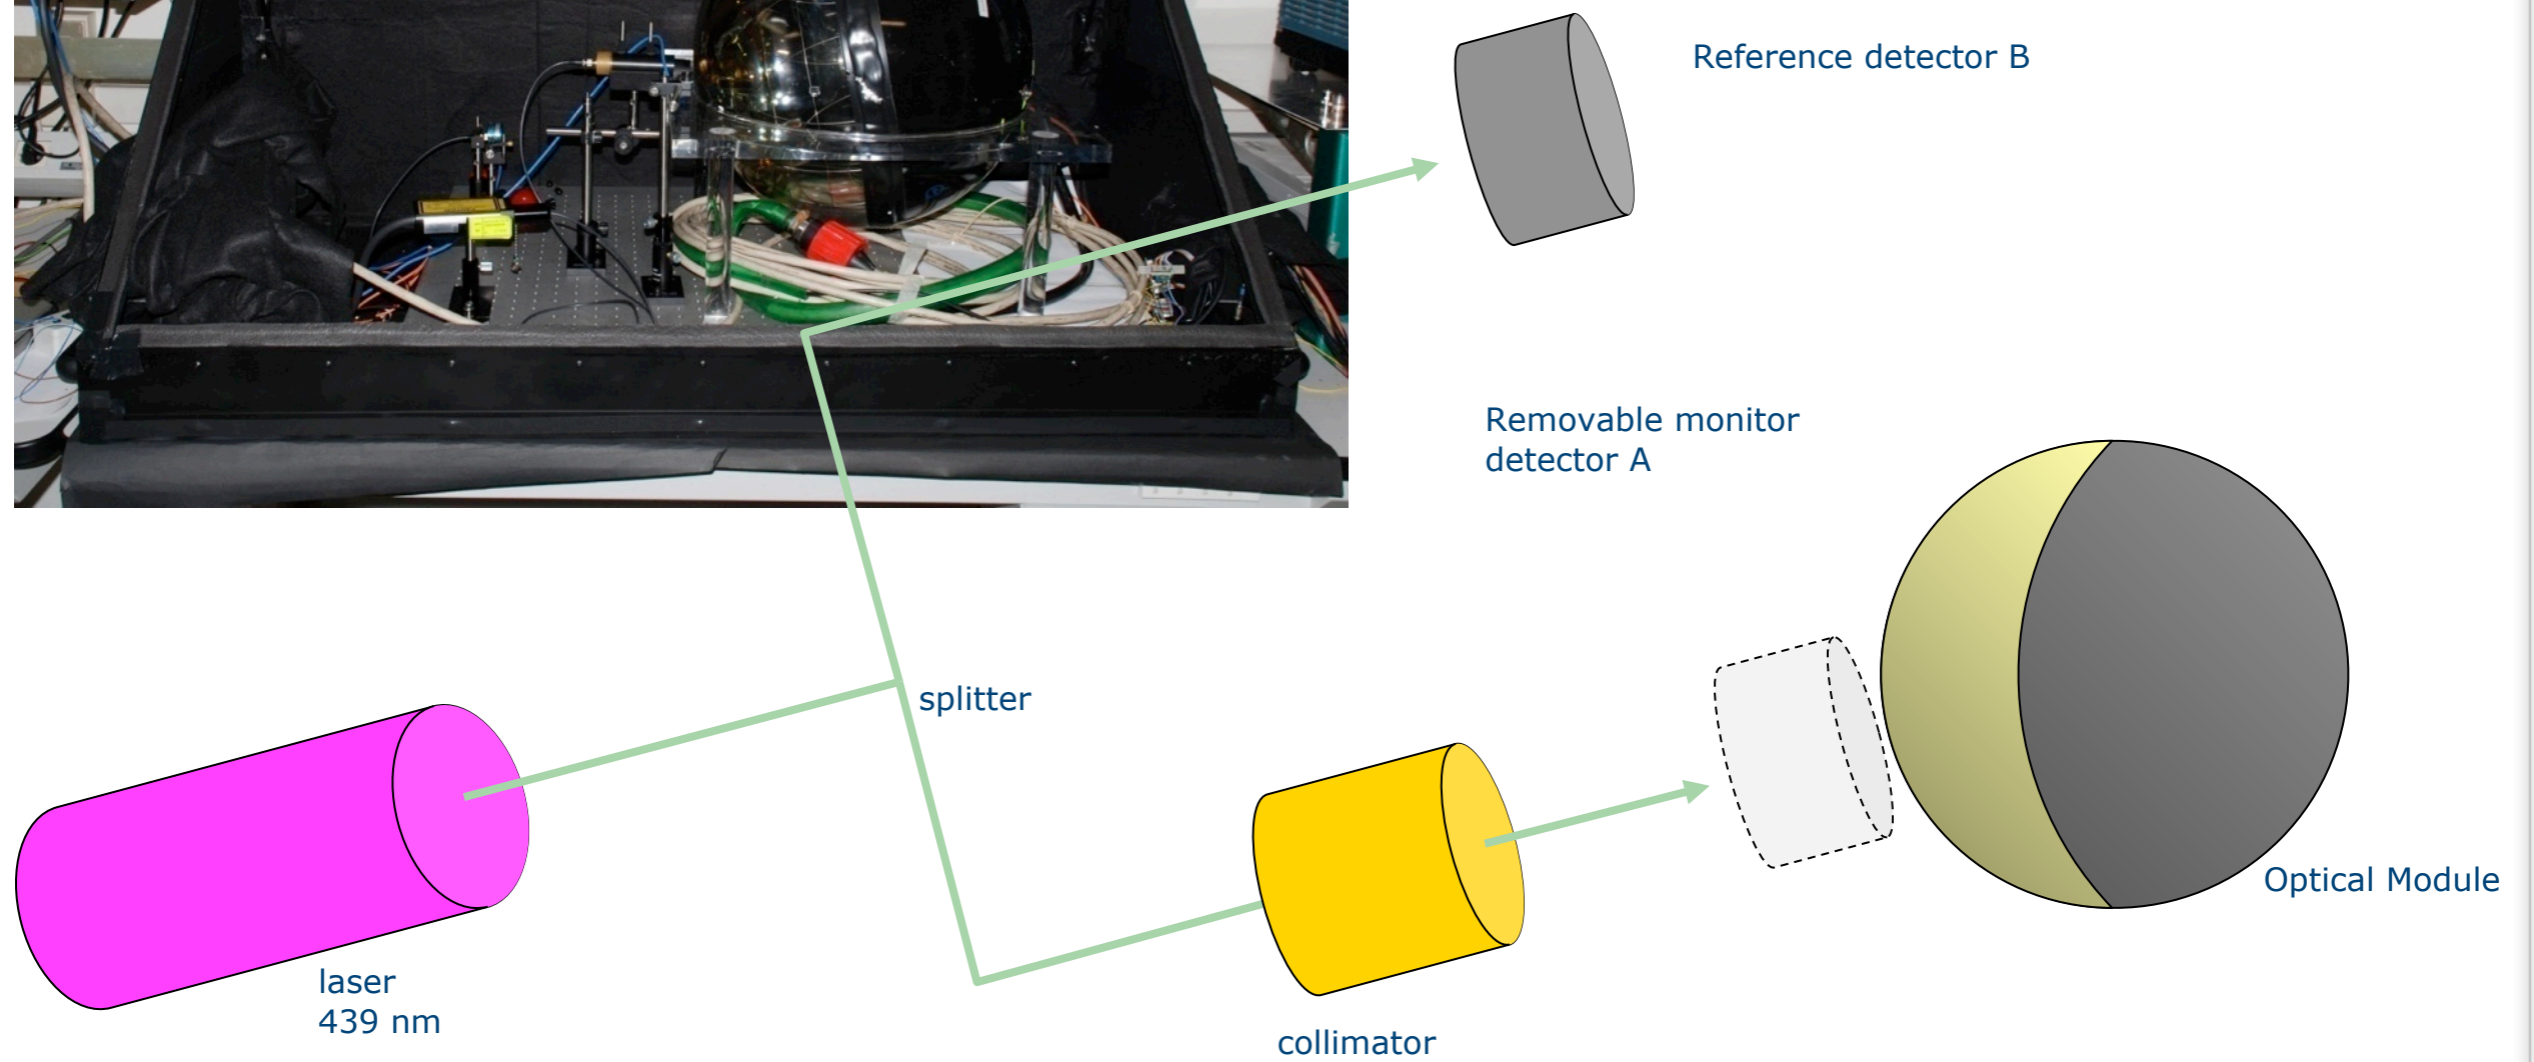 Reference detector B
Removable monitor
detector A
splitter
Optical Module
laser
439 nm
collimator